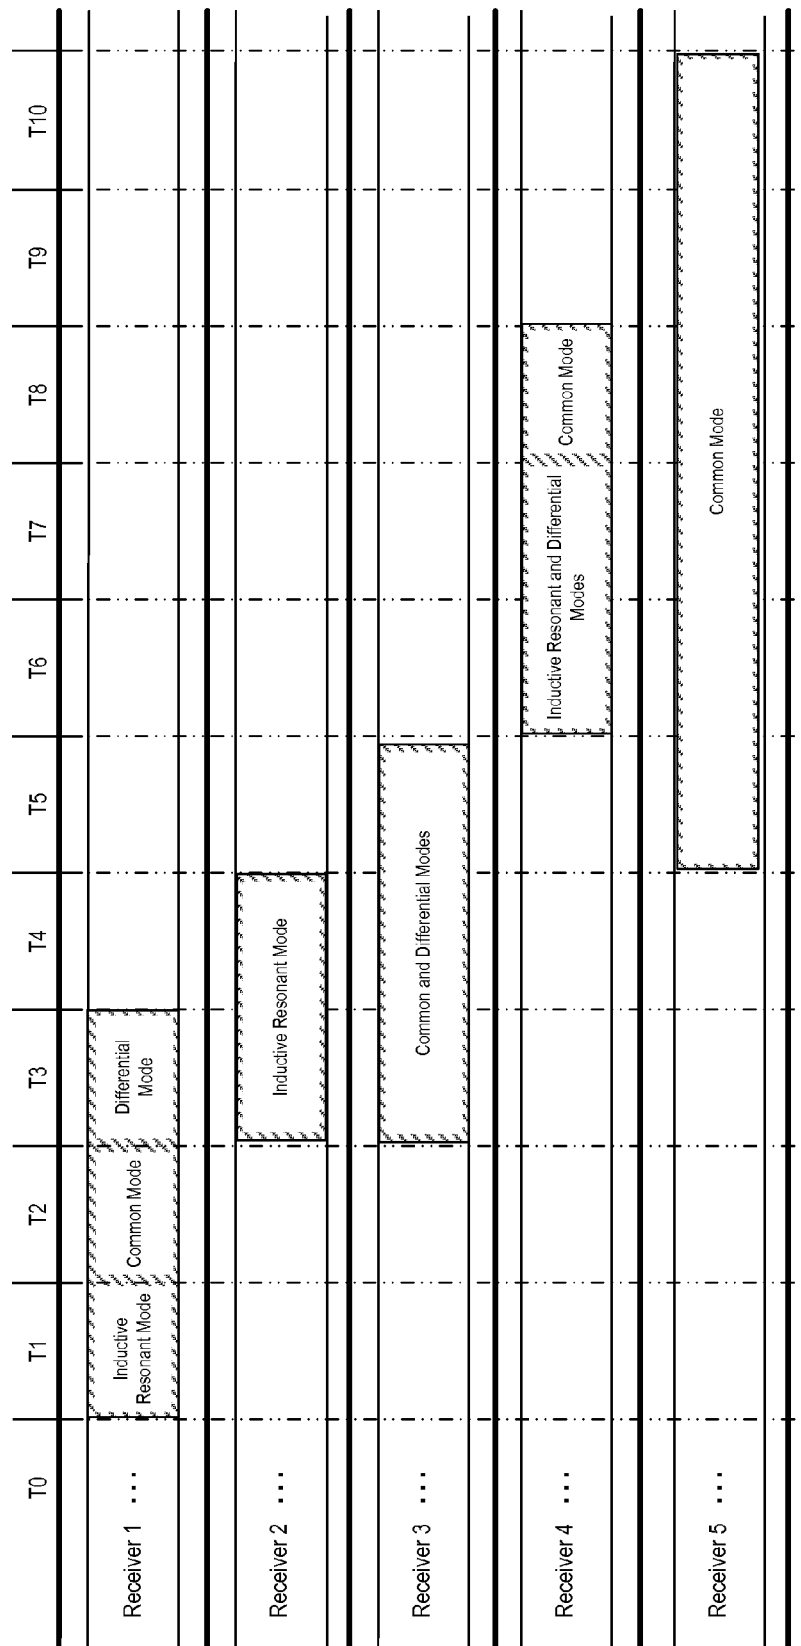 T0 T1 T2 T3 T4 T5 T6 T7 T8 T9 T10
Receiver 1 ...
Inductive
Resonant Mode
Common Mode
Differential
Mode
Receiver 2 ...
Inductive Resonant Mode
Receiver 3 ...
Common and Differential Modes
Receiver 4 ...
Inductive Resonant and Differential
Modes
Common Mode
Receiver 5 ...
Common Mode